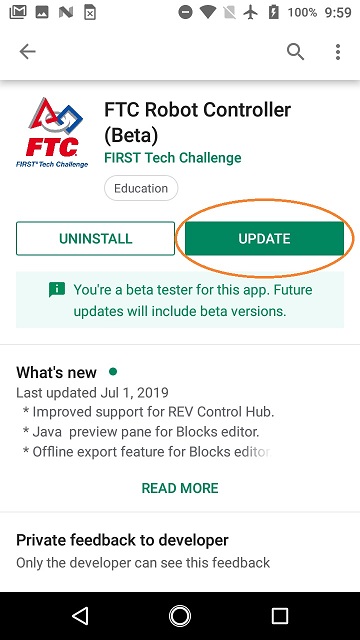 100% 9:59
FTC Robot Controller
(Beta)
FTC
FIRST Tech Challenge
FIRST Tech Challenge
Education
UNINSTALL
UPDATE
You're a beta tester for this app. Future
updates will include beta versions.
What's new
Last updated Jul 1, 2019
* Improved support for REV Control Hub.
* Java preview pane for Blocks editor.
* Offline export feature for Blocks editor
READ MORE
Private feedback to developer
Only the developer can see this feedback